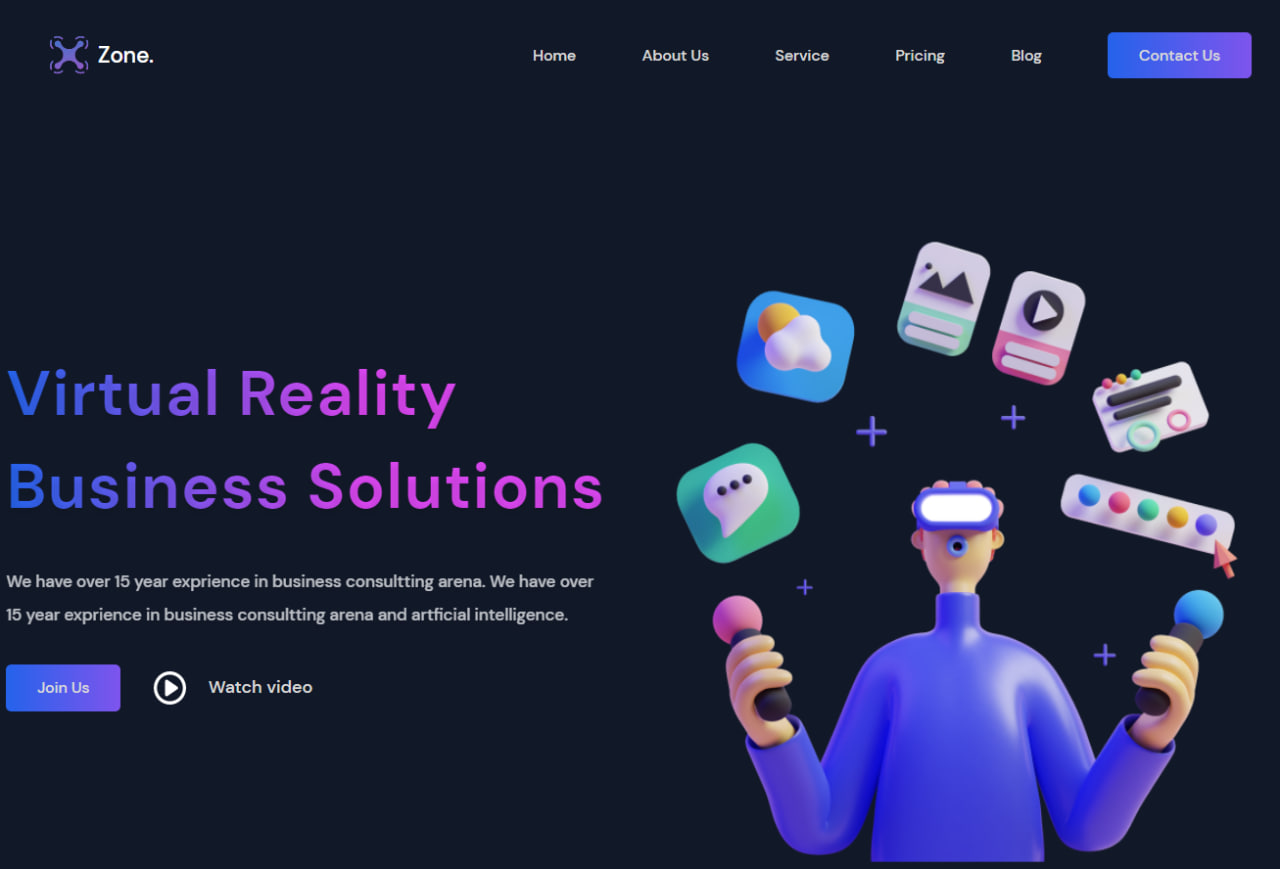 Zone.
Home
About Us
Service
Pricing
Blog
Contact Us
Virtual Reality
Business Solutions
We have over 15 year exprience in business consultting arena. We have over
15 year exprience in business consultting arena and artficial intelligence.
Join Us
Watch video